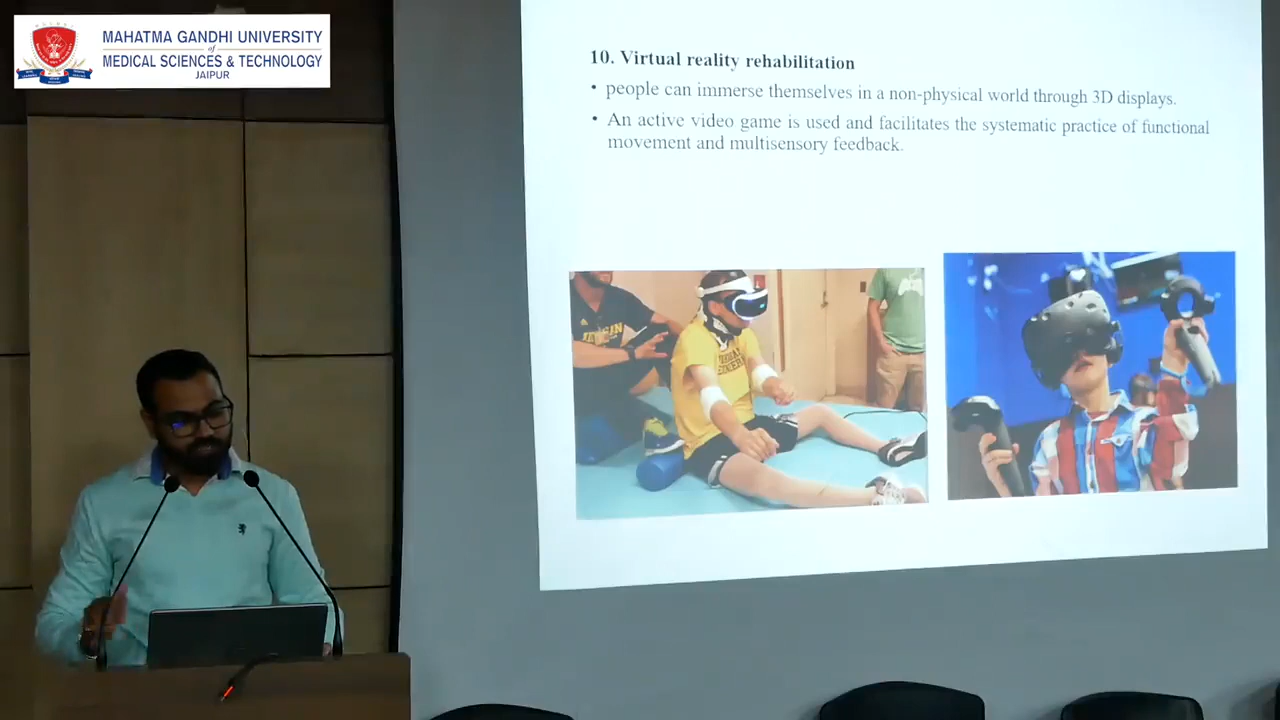 MAHATMA GANDHI UNIVERSITY
of
MEDICAL SCIENCES & TECHNOLOGY
JAIPUR
10. Virtual reality rehabilitation
• people can immerse themselves in a non-physical world through 3D displays.
• An active video game is used and facilitates the systematic practice of functional
movement and multisensory feedback.